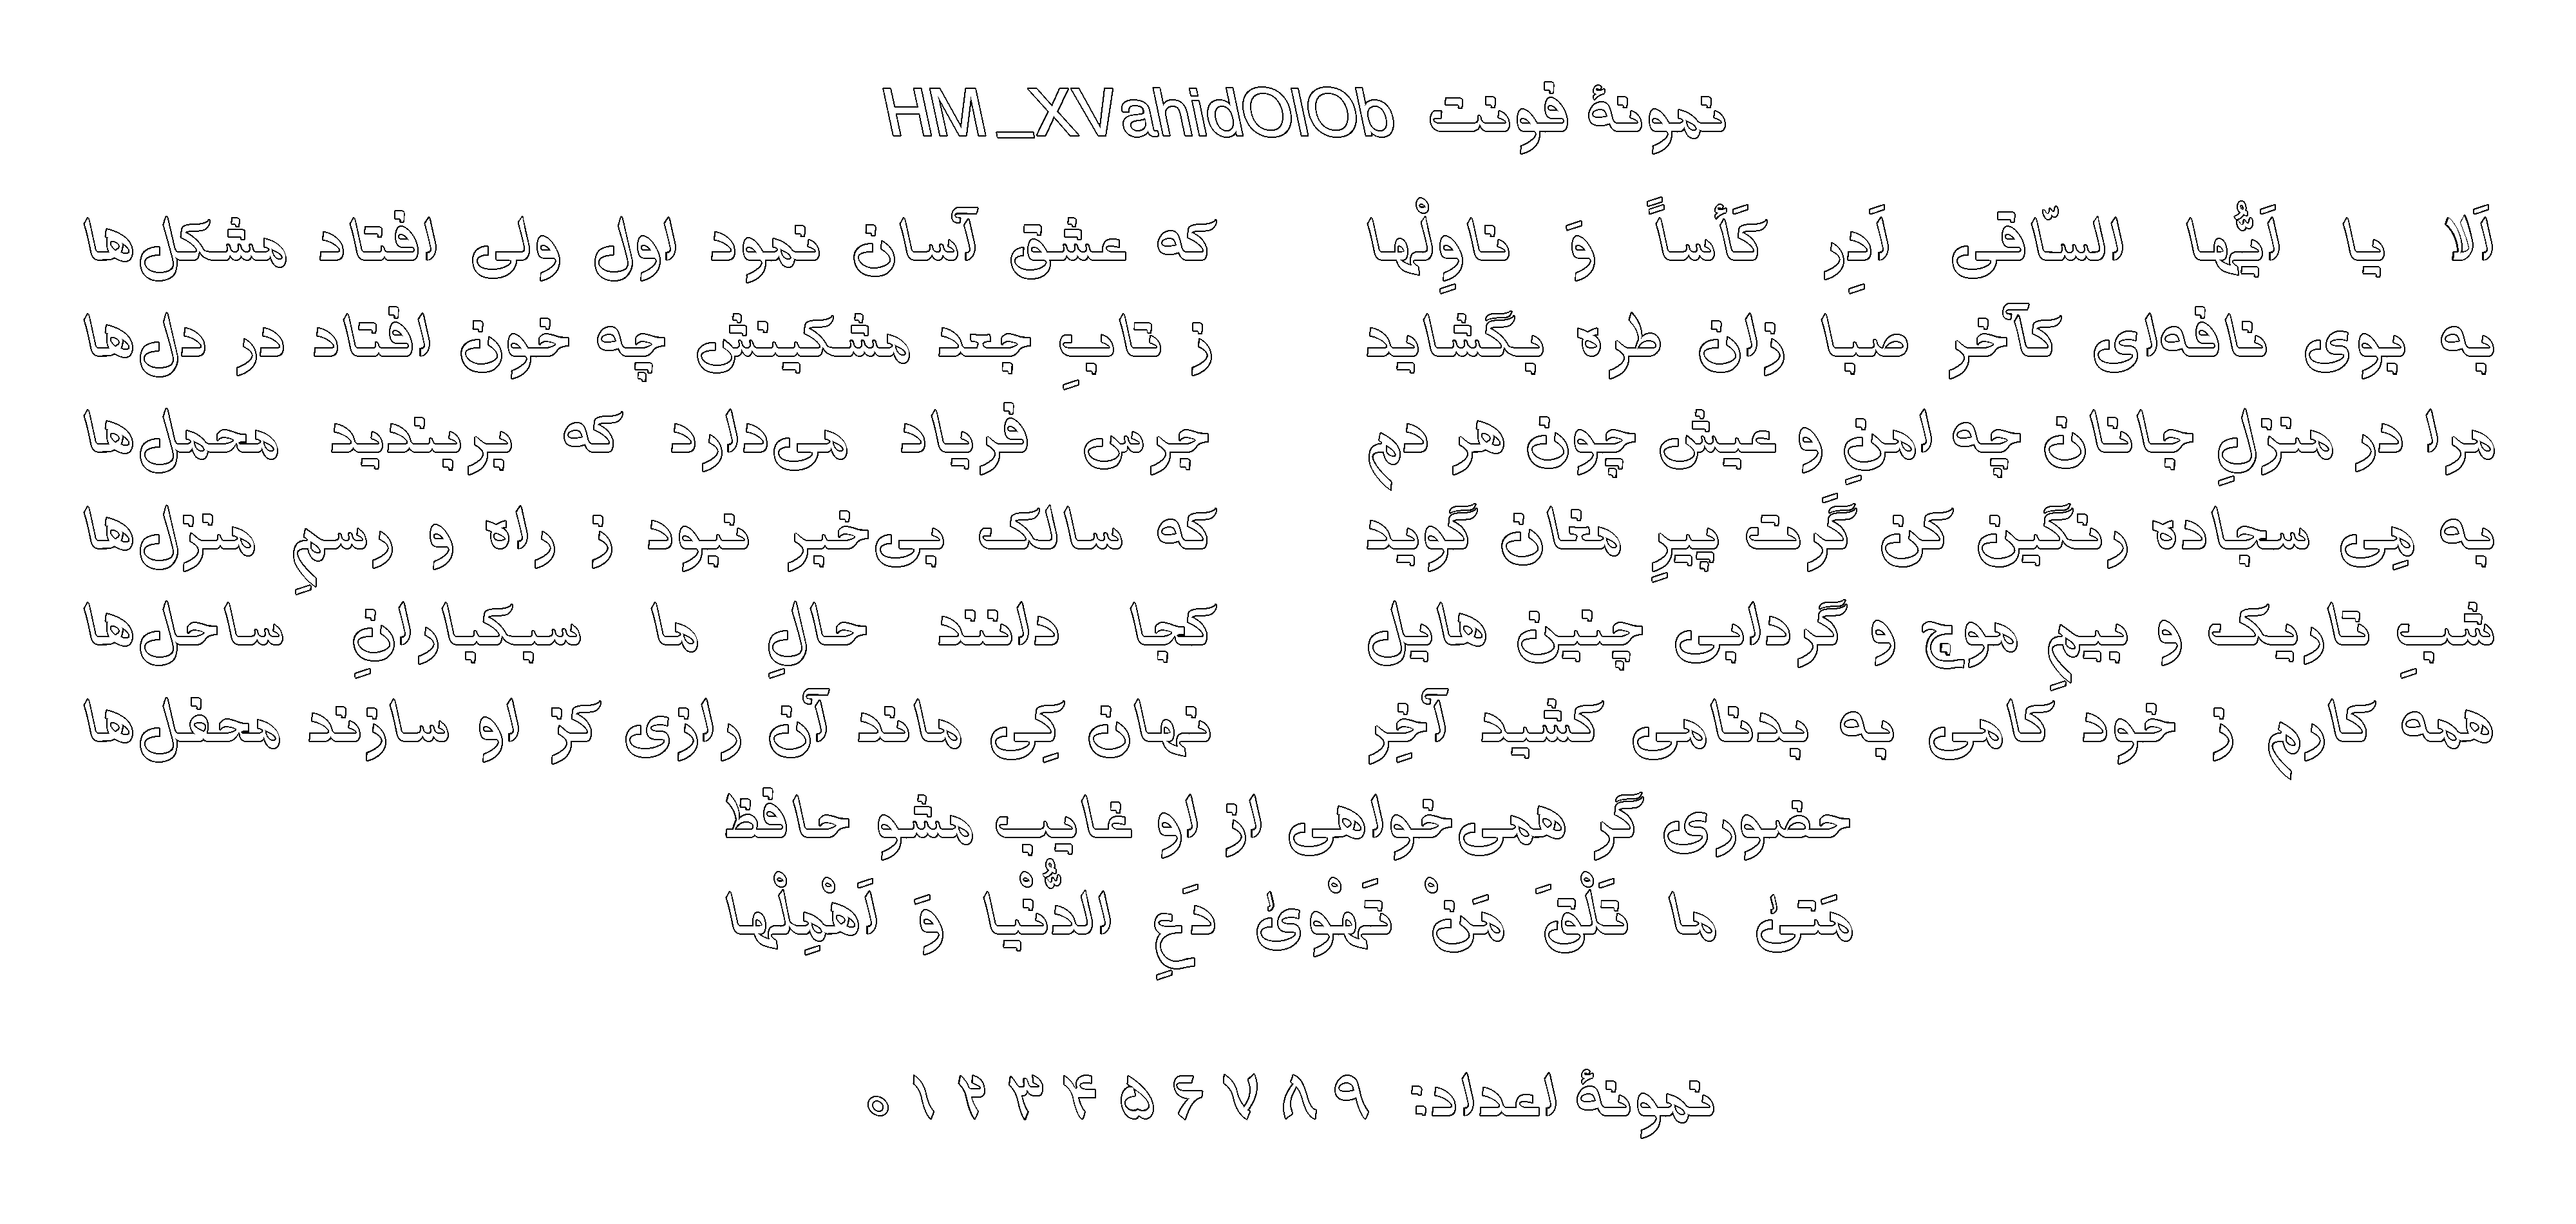 نمونهٔ فونت HM_XVahidOlOb
اَلا یا اَیُّها السّاقی اَدِر کَأساً وَ ناوِلْها که عشق آسان نمود اول ولی افتاد مشکل‌ها
به بوی نافه‌ای کآخر صبا زان طره بگشاید ز تابِ جعد مشکینش چه خون افتاد در دل‌ها
مرا در منزلِ جانان چه امنِ و عیش چون هر دم جرس فریاد می‌دارد که بربندید محمل‌ها
به مِی سجاده رنگین کن گَرت پیرِ مغان گوید که سالک بی‌خبر نبود ز راه و رسمِ منزل‌ها
شبِ تاریک و بیمِ موج و گردابی چنین هایل کجا دانند حالِ ما سبکبارانِ ساحل‌ها
همه کارم ز خود کامی به بدنامی کشید آخِر نهان کِی ماند آن رازی کز او سازند محفل‌ها
حضوری گر همی‌خواهی از او غایب مشو حافظ
مَتیٰ ما تَلْقَ مَنْ تَهْویٰ دَعِ الدُّنْیا وَ اَهْمِلْها
نمونهٔ اعداد: ۰ ۱ ۲ ۳ ۴ ۵ ۶ ۷ ۸ ۹